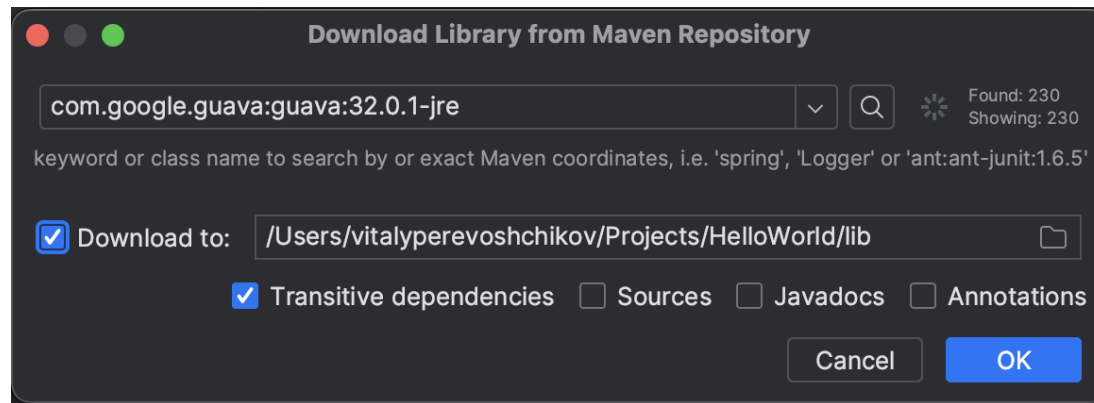 Download Library from Maven Repository
com.google.guava:guava:32.0.1-jre
Found: 230
Showing: 230
keyword or class name to search by or exact Maven coordinates, i.e. 'spring', 'Logger' or 'ant:ant-junit:1.6.5'
Download to: /Users/vitalyperevoshchikov/Projects/HelloWorld/lib
Transitive dependencies Sources Javadocs Annotations
Cancel OK